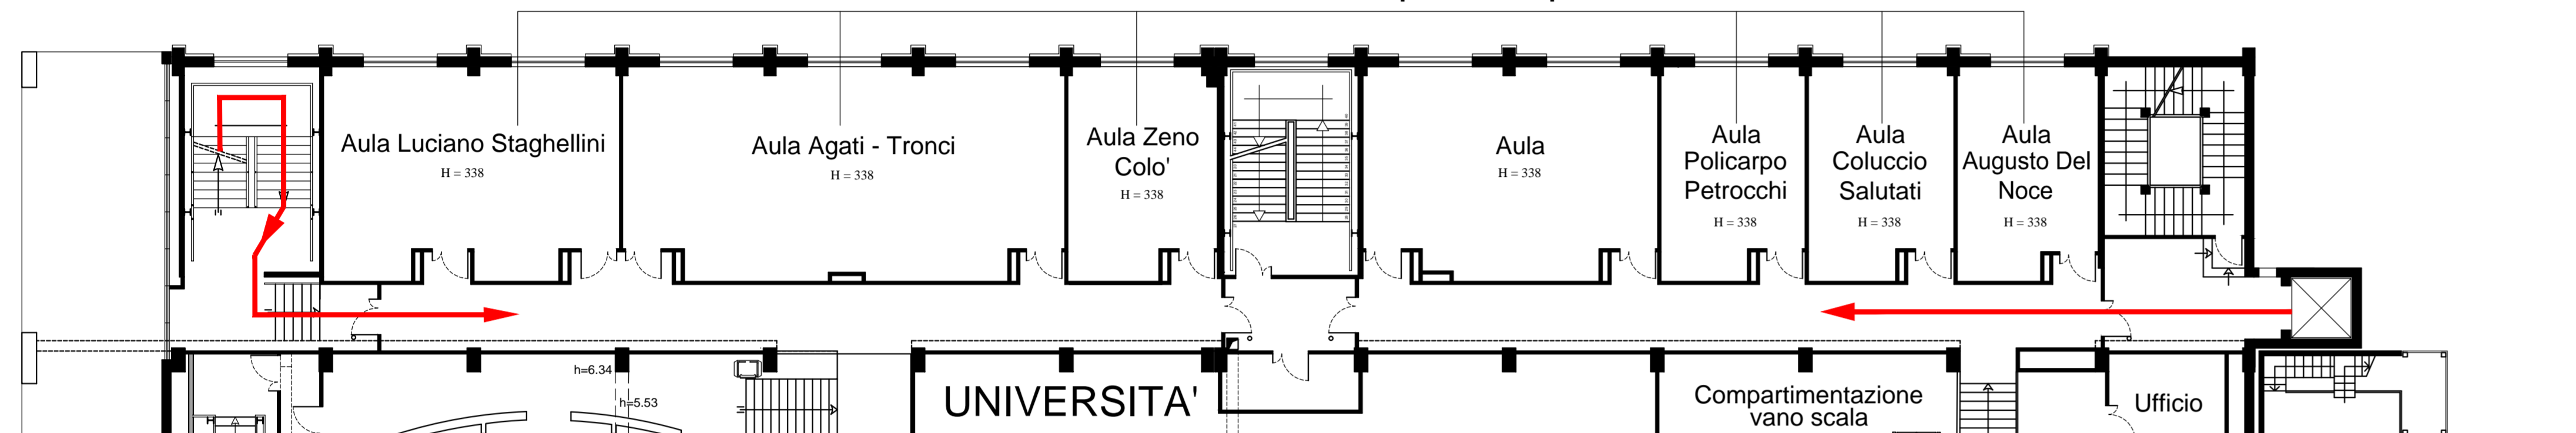 Aula Luciano Staghellini
H = 338
Aula Agati - Tronci
H = 338
Aula Zeno
Colo'
H = 338
Aula
H = 338
Aula
Policarpo
Petrocchi
H = 338
Aula
Coluccio
Salutati
H = 338
Aula
Augusto Del
Noce
H = 338
h=6.34
h=5.53
UNIVERSITA'
Compartimentazione
vano scala
Ufficio